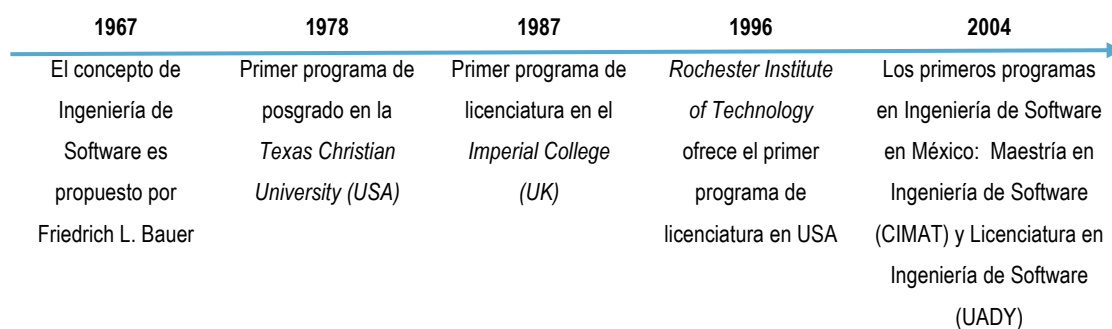 1967
El concepto de
Ingeniería de
Software es
propuesto por
Friedrich L. Bauer
1978
Primer programa de
posgrado en la
Texas Christian
University (USA)
1987
Primer programa de
licenciatura en el
Imperial College
(UK)
1996
Rochester Institute
of Technology
ofrece el primer
programa de
licenciatura en USA
2004
Los primeros programas
en Ingeniería de Software
en México: Maestría en
Ingeniería de Software
(CIMAT) y Licenciatura en
Ingeniería de Software
(UADY)